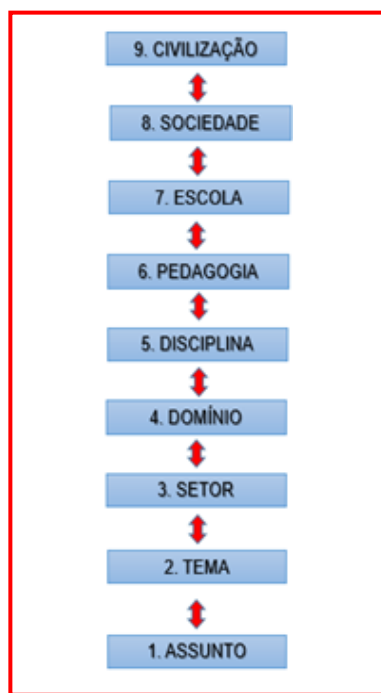 9. CIVILIZAÇÃO
8. SOCIEDADE
7. ESCOLA
6. PEDAGOGIA
5. DISCIPLINA
4. DOMÍNIO
3. SETOR
2. TEMA
1. ASSUNTO